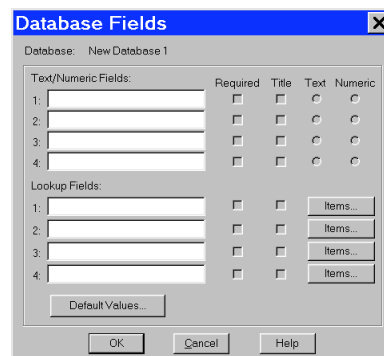 Database Fields
Database: New Database 1
Text/Numeric Fields: Required Title Text Numeric
1:
2:
3:
4:
Lookup Fields:
1: Items...
2: Items...
3: Items...
4: Items...
Default Values...
OK Cancel Help